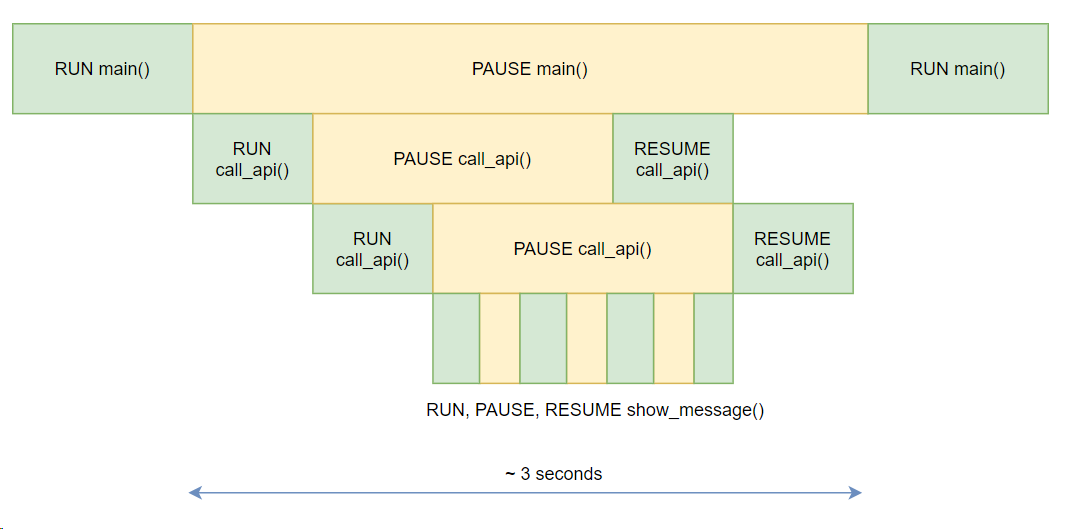 RUN main()
PAUSE main()
RUN main()
RUN
call_api()
PAUSE call_api()
RESUME
call_api()
RUN
call_api()
PAUSE call_api()
RESUME
call_api()
RUN, PAUSE, RESUME show_message()
~ 3 seconds